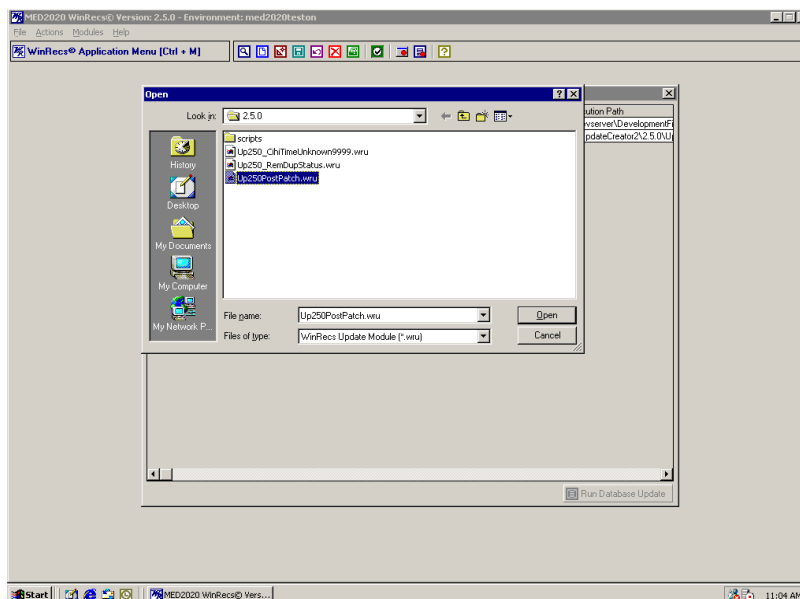 MED2020 WinRecs© Version: 2.5.0 - Environment: med2020teston
File Actions Modules Help
WinRecs© Application Menu [Ctrl + M]
Open
Look in: 2.5.0
ution Path
vserver\DevelopmentFi
pdateCreator2\2.5.0\Up
scripts
Up250_CihiTimeUnknown9999.wru
Up250_RemDupStatus.wru
Up250PostPatch.wru
History
Desktop
My Documents
My Computer
My Network P...
File name: Up250PostPatch.wru Open
Files of type: WinRecs Update Module (*.wru) Cancel
Run Database Update
Start MED2020 WinRecs© Vers... 11:04 AM